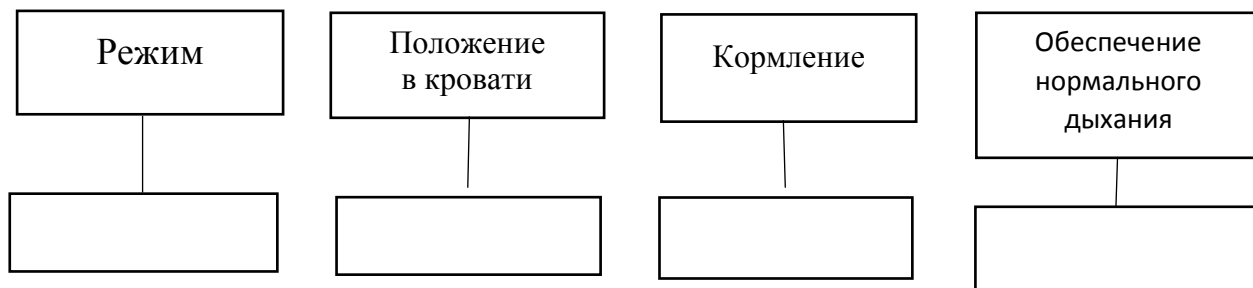 Режим
Положение
в кровати
Кормление
Обеспечение
нормального
дыхания